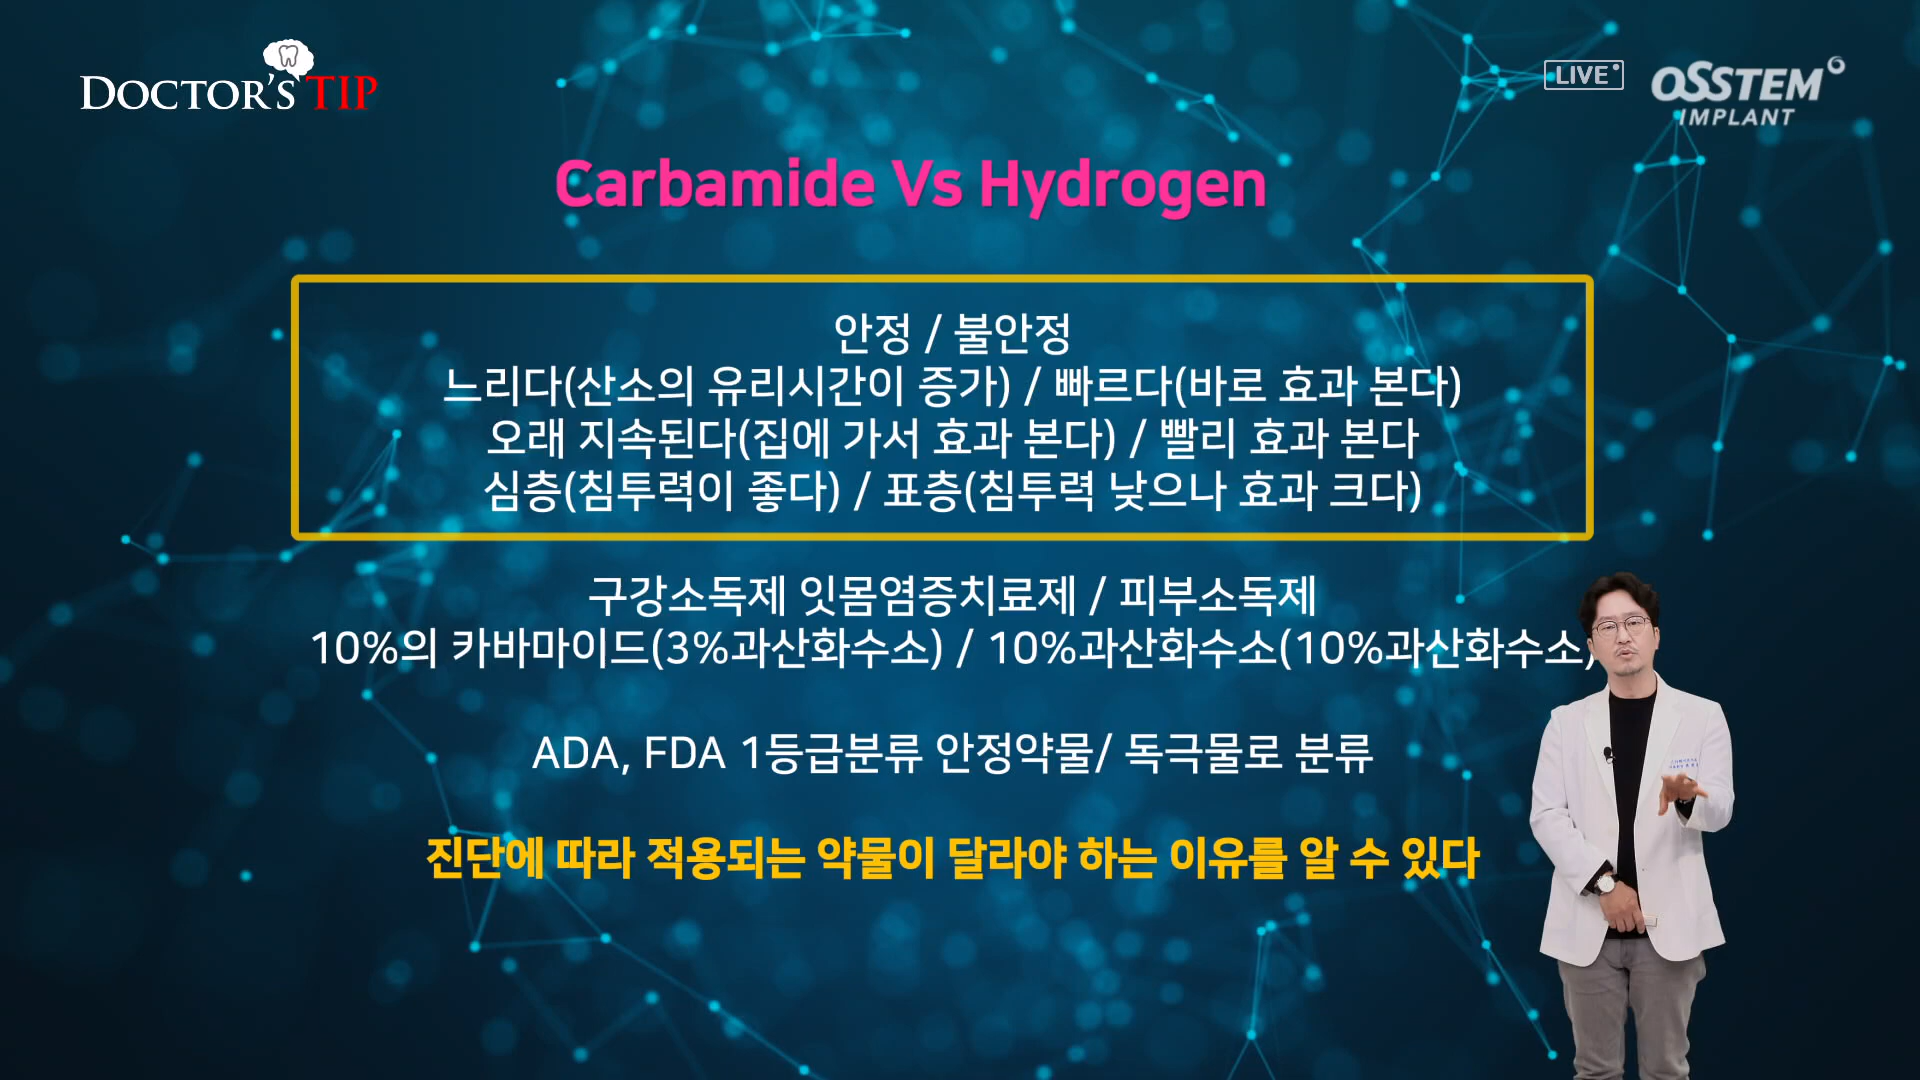 DOCTOR'S TIP
LIVE
OSSTEM
IMPLANT
Carbamide Vs Hydrogen
안정 / 불안정
느리다(산소의 유리시간이 증가) / 빠르다(바로 효과 본다)
오래 지속된다(집에 가서 효과 본다) / 빨리 효과 본다
심층(침투력이 좋다) / 표층(침투력 낮으나 효과 크다)
구강소독제 잇몸염증치료제 / 피부소독제
10%의 카바마이드(3%과산화수소) / 10%과산화수소(10%과산화수소)
ADA, FDA 1등급분류 안정약물/ 독극물로 분류
진단에 따라 적용되는 약물이 달라야 하는 이유를 알 수 있다